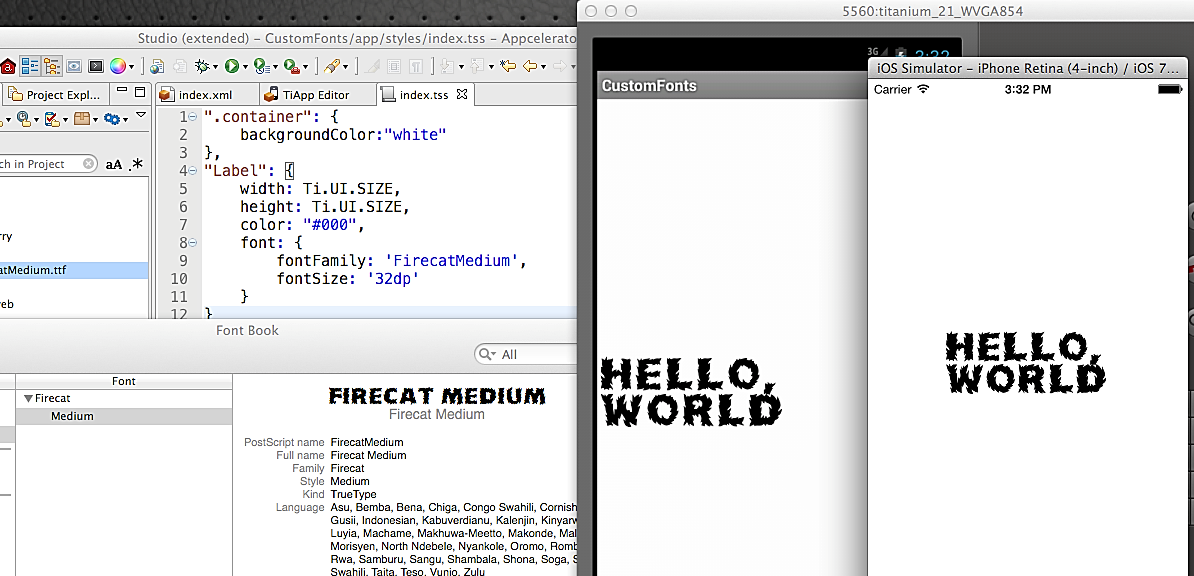 5560:titanium_21_WVGA854
Studio (extended) – CustomFonts/app/styles/index.tss – Appcelerato
3G
iOS Simulator – iPhone Retina (4-inch) / iOS 7...
CustomFonts
Carrier
3:32 PM
Project Expl...
index.xml
TiApp Editor
index.tss
ch in Project
aA .*
rry
atMedium.ttf
eb
1 ".container": {
2 backgroundColor:"white"
3 },
4 "Label": {
5 width: Ti.UI.SIZE,
6 height: Ti.UI.SIZE,
7 color: "#000",
8 font: {
9 fontFamily: 'FirecatMedium',
10 fontSize: '32dp'
11 }
12 }
Font Book
All
Font
Firecat
Medium
FIRECAT MEDIUM
Firecat Medium
PostScript name FirecatMedium
Full name Firecat Medium
Family Firecat
Style Medium
Kind TrueType
Language Asu, Bemba, Bena, Chiga, Congo Swahili, Cornish
Gusii, Indonesian, Kabuverdianu, Kalenjin, Kinyarw
Luyia, Machame, Makhuwa-Meetto, Makonde, Mal
Morisyen, North Ndebele, Nyankole, Oromo, Romb
Rwa, Samburu, Sangu, Shambala, Shona, Soga, S
Swahili, Taita, Teso, Vunjo, Zulu
HELLO,
WORLD
HELLO,
WORLD